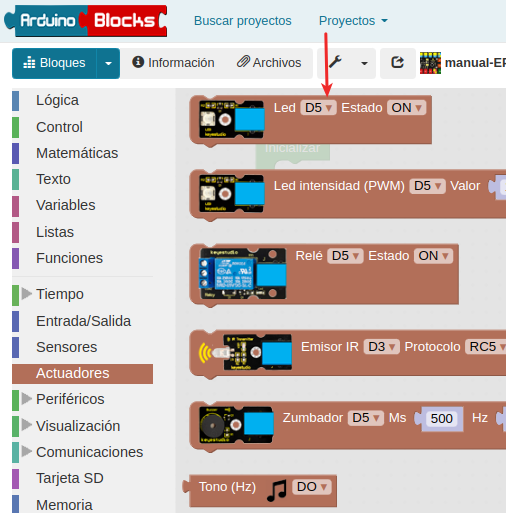 Arduino Blocks
Buscar proyectos
Proyectos
Bloques
Información
Archivos
manual-EP
Lógica
Control
Matemáticas
Texto
Variables
Listas
Funciones
Tiempo
Entrada/Salida
Sensores
Actuadores
Periféricos
Visualización
Comunicaciones
Tarjeta SD
Memoria
Led D5 Estado ON
Inicializar
Led intensidad (PWM) D5 Valor
Relé D5 Estado ON
Emisor IR D3 Protocolo RC5
Zumbador D5 Ms 500 Hz
Tono (Hz) DO